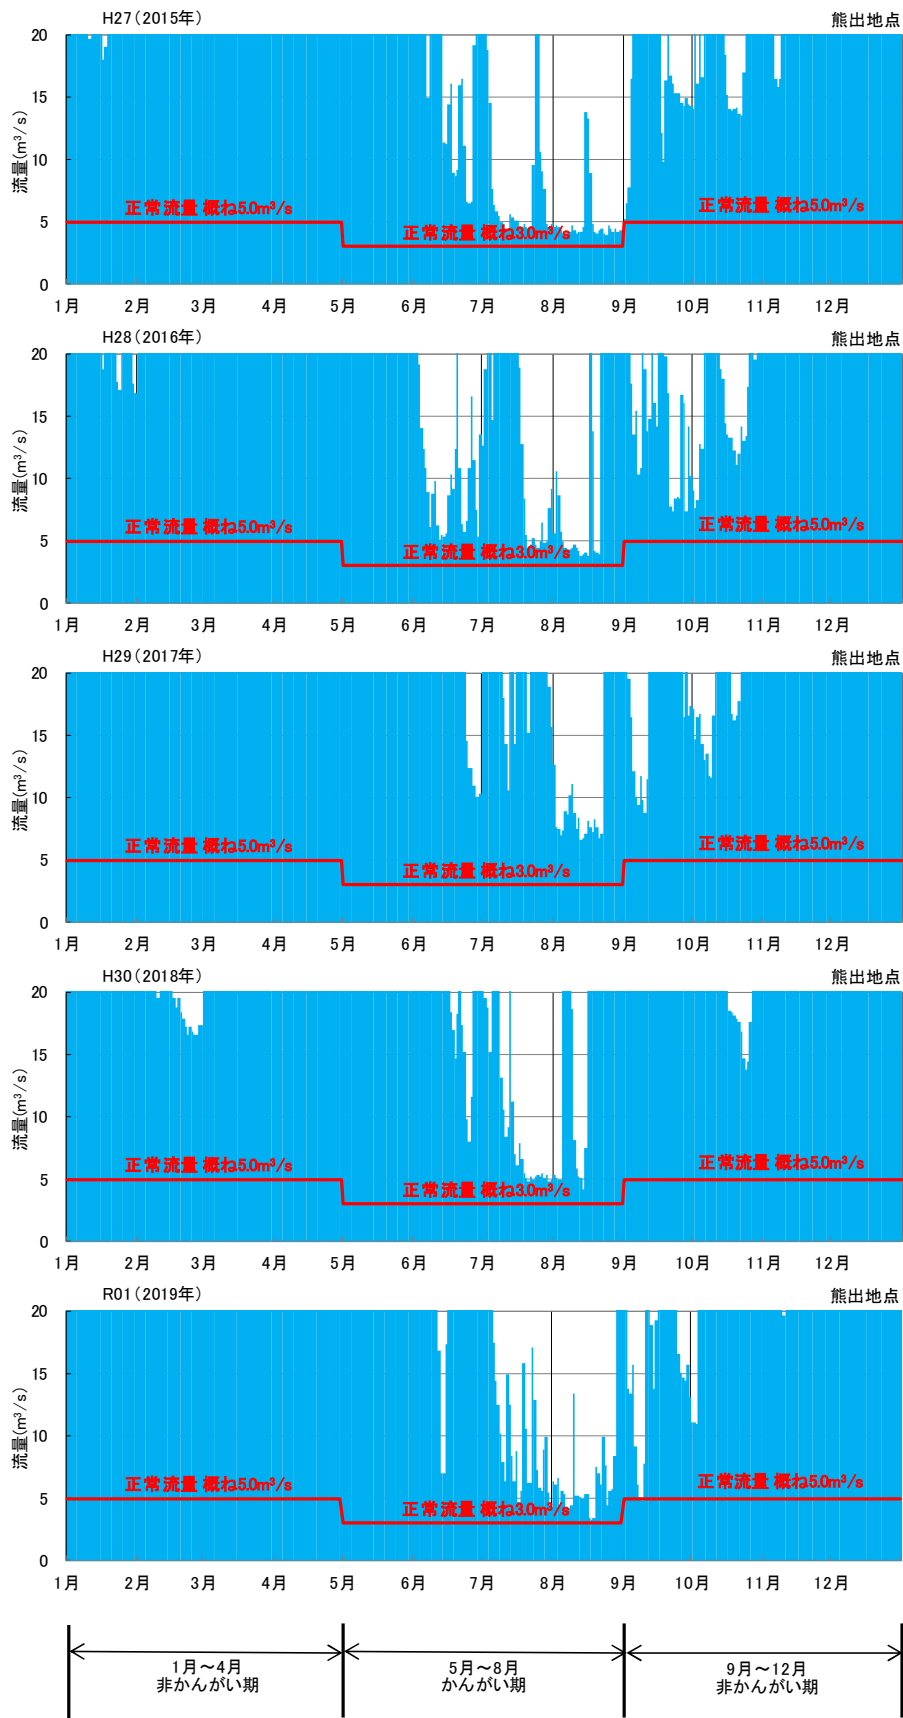 H27(2015年)
熊出地点
流量(m³/s)
20
15
10
5
0
正常流量 概ね5.0m³/s
正常流量 概ね3.0m³/s
正常流量 概ね5.0m³/s
1月 2月 3月 4月 5月 6月 7月 8月 9月 10月 11月 12月
H28(2016年)
熊出地点
流量(m³/s)
20
15
10
5
0
正常流量 概ね5.0m³/s
正常流量 概ね3.0m³/s
正常流量 概ね5.0m³/s
1月 2月 3月 4月 5月 6月 7月 8月 9月 10月 11月 12月
H29(2017年)
熊出地点
流量(m³/s)
20
15
10
5
0
正常流量 概ね5.0m³/s
正常流量 概ね3.0m³/s
正常流量 概ね5.0m³/s
1月 2月 3月 4月 5月 6月 7月 8月 9月 10月 11月 12月
H30(2018年)
熊出地点
流量(m³/s)
20
15
10
5
0
正常流量 概ね5.0m³/s
正常流量 概ね3.0m³/s
正常流量 概ね5.0m³/s
1月 2月 3月 4月 5月 6月 7月 8月 9月 10月 11月 12月
R01(2019年)
熊出地点
流量(m³/s)
20
15
10
5
0
正常流量 概ね5.0m³/s
正常流量 概ね3.0m³/s
正常流量 概ね5.0m³/s
1月 2月 3月 4月 5月 6月 7月 8月 9月 10月 11月 12月
1月～4月
非かんがい期
5月～8月
かんがい期
9月～12月
非かんがい期